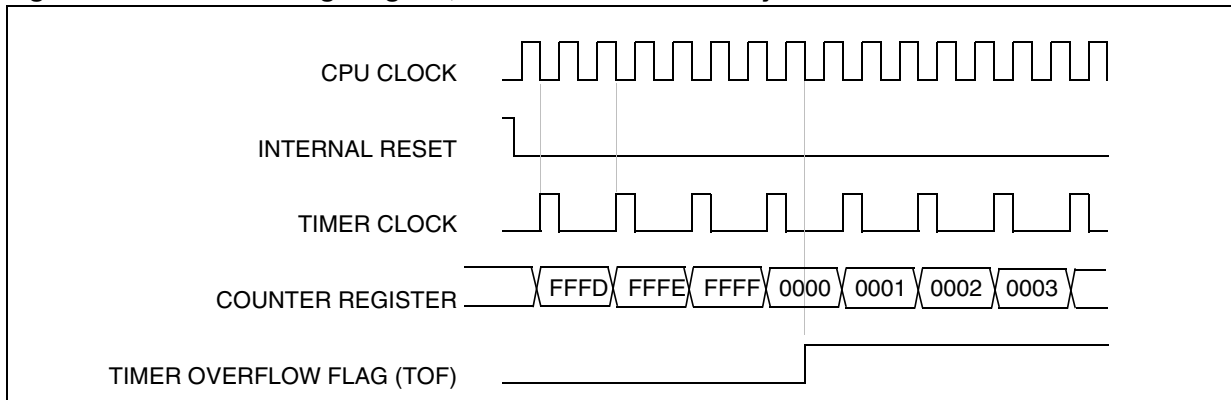 CPU CLOCK
INTERNAL RESET
TIMER CLOCK
COUNTER REGISTER
FFFD FFFE FFFF 0000 0001 0002 0003
TIMER OVERFLOW FLAG (TOF)